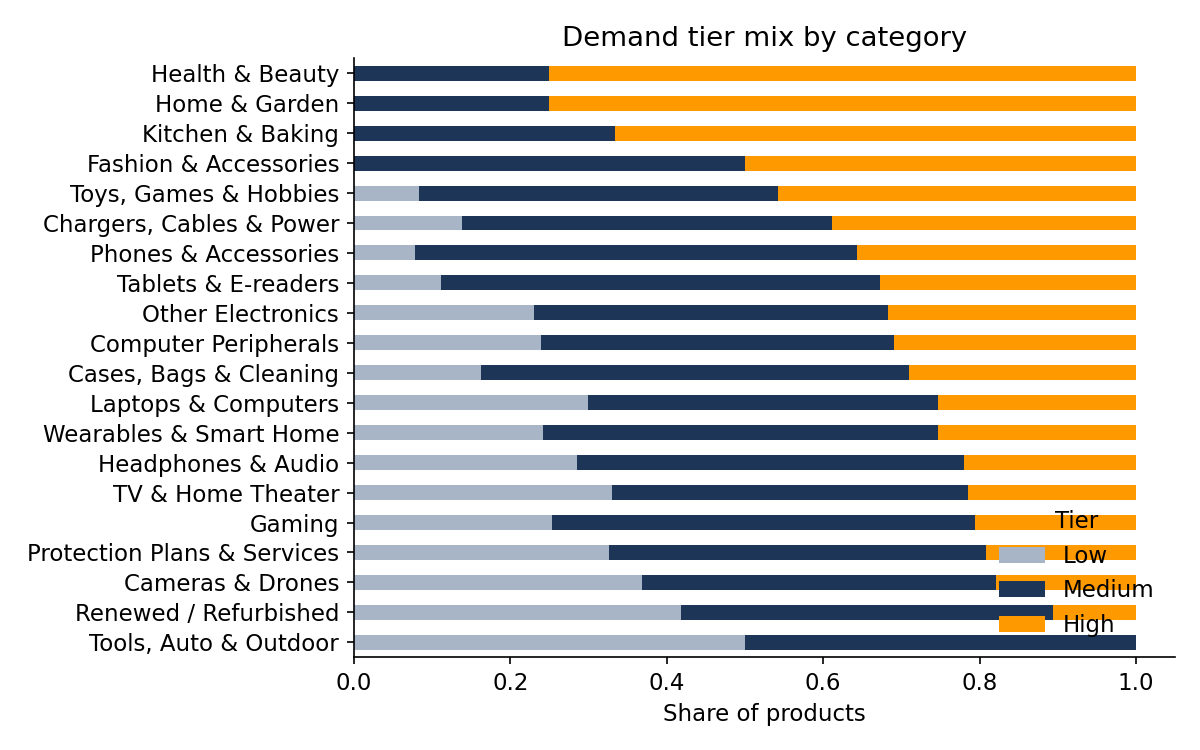 Demand tier mix by category
Health & Beauty
Home & Garden
Kitchen & Baking
Fashion & Accessories
Toys, Games & Hobbies
Chargers, Cables & Power
Phones & Accessories
Tablets & E-readers
Other Electronics
Computer Peripherals
Cases, Bags & Cleaning
Laptops & Computers
Wearables & Smart Home
Headphones & Audio
TV & Home Theater
Gaming
Protection Plans & Services
Cameras & Drones
Renewed / Refurbished
Tools, Auto & Outdoor
Tier
Low
Medium
High
0.0 0.2 0.4 0.6 0.8 1.0
Share of products